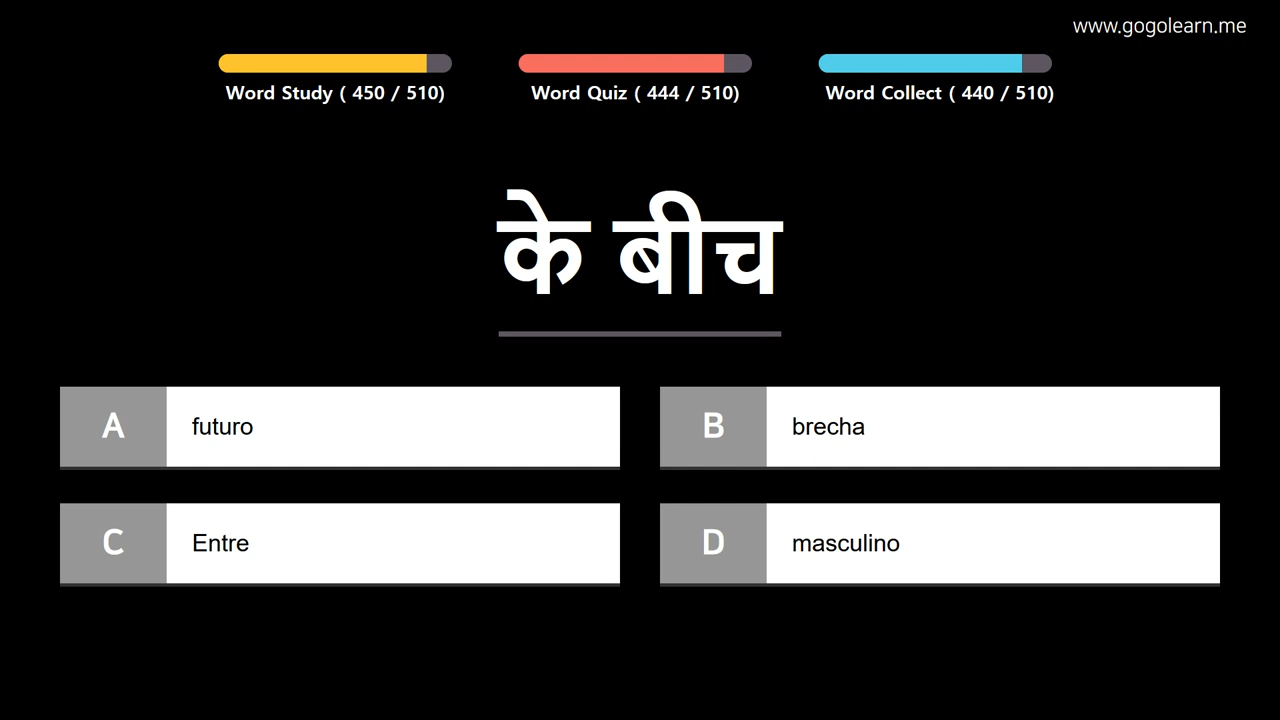 www.gogolearn.me
Word Study ( 450 / 510)
Word Quiz ( 444 / 510)
Word Collect ( 440 / 510)
के बीच
A
futuro
B
brecha
C
Entre
D
masculino